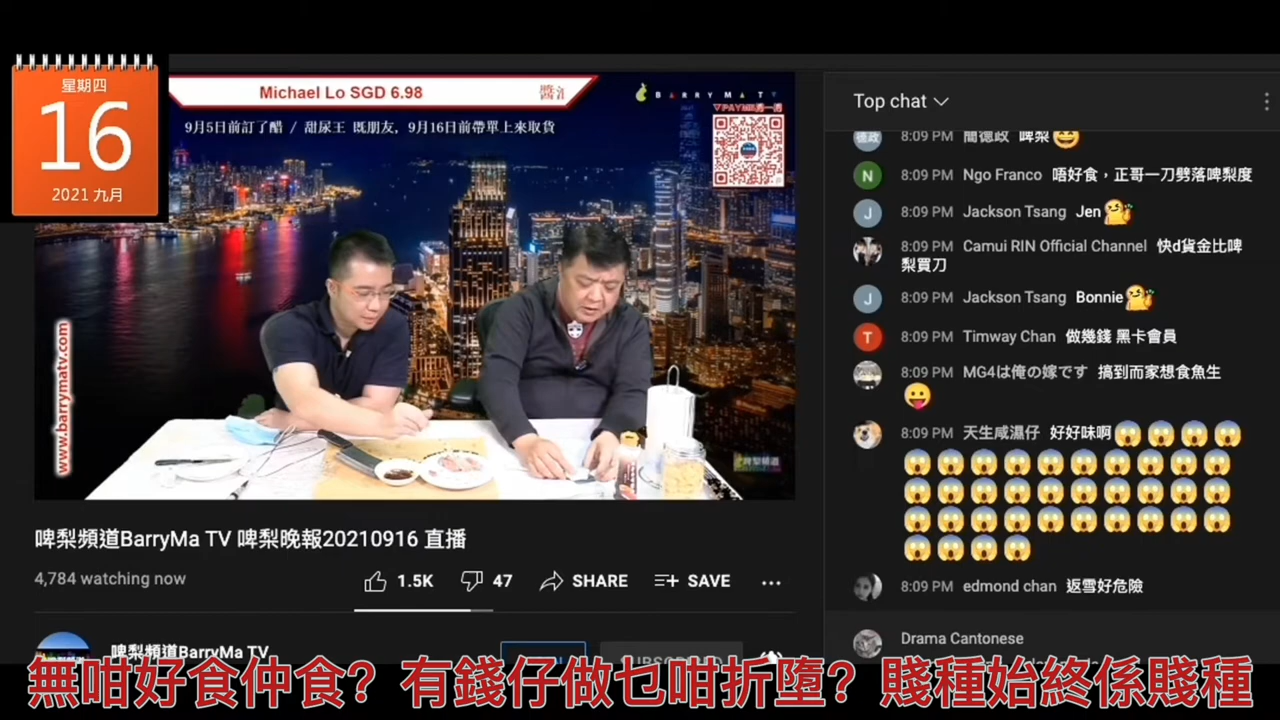 星期四
16
2021 九月
Michael Lo SGD 6.98
BARRYMATV
9月5日前訂了醋 / 甜尿王 既朋友, 9月16日前帶單上來取貨
www.barrymatv.com
啤梨頻道
啤梨頻道BarryMa TV 啤梨晚報20210916 直播
4,784 watching now
1.5K
47
SHARE
SAVE
啤梨頻道BarryMa TV
Top chat
8:09 PM 簡德政 啤梨😄
N
8:09 PM Ngo Franco 唔好食，正哥一刀劈落啤梨度
J
8:09 PM Jackson Tsang Jen
8:09 PM Camui RIN Official Channel 快d貨金比啤
梨買刀
J
8:09 PM Jackson Tsang Bonnie
T
8:09 PM Timway Chan 做幾錢 黑卡會員
8:09 PM MG4は俺の嫁です 搞到而家想食魚生
😛
8:09 PM 天生咸濕仔 好好味啊😱😱😱😱
😱😱😱😱😱😱😱😱😱😱
😱😱😱😱😱😱😱😱😱😱
😱😱😱😱😱😱😱😱😱😱
😱😱😱😱
8:09 PM edmond chan 返雪好危險
Drama Cantonese
無咁好食仲食？有錢仔做乜咁折墮？賤種始終係賤種